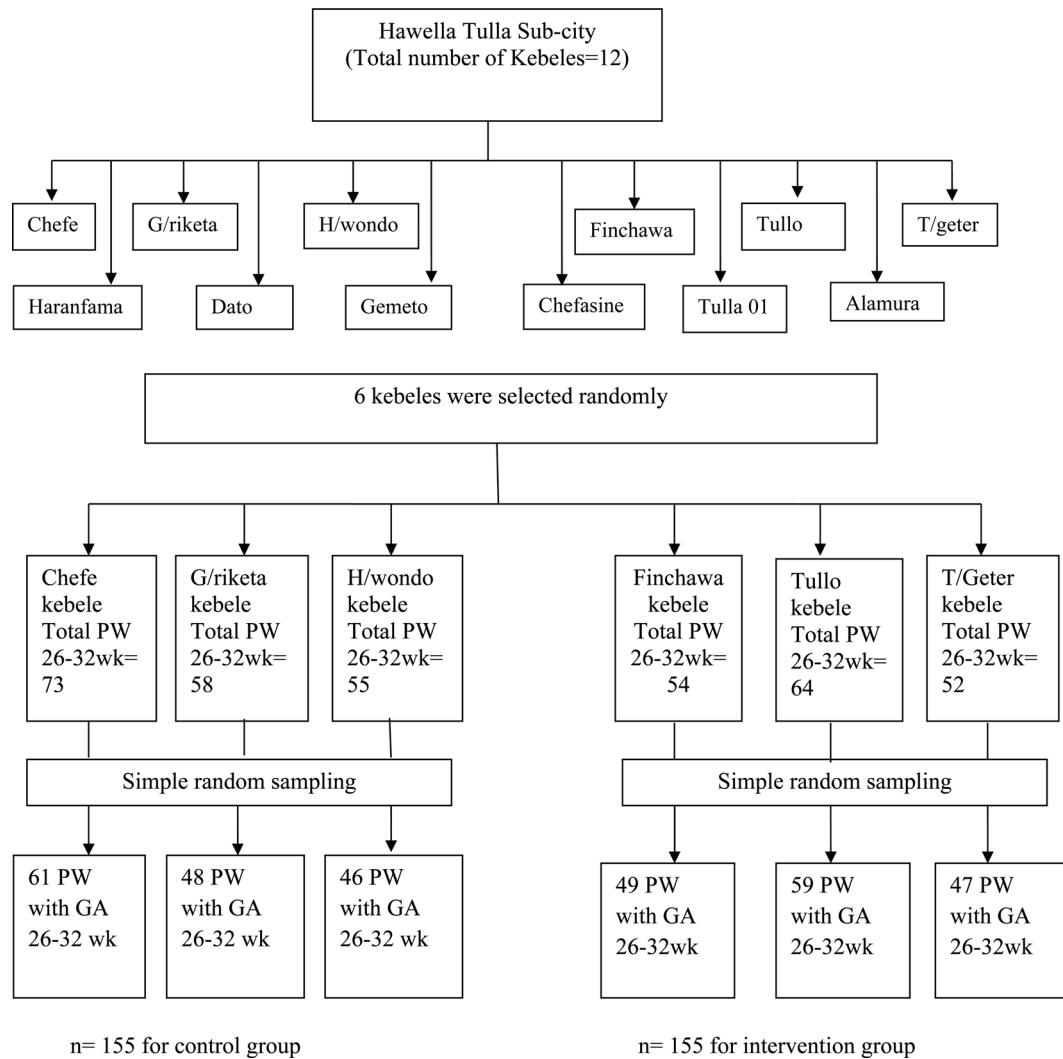 Hawella Tulla Sub-city
(Total number of Kebeles=12)
Chefe
G/riketa
H/wondo
Finchawa
Tullo
T/geter
Haranfama
Dato
Gemeto
Chefasine
Tulla 01
Alamura
6 kebeles were selected randomly
Chefe
kebele
Total PW
26-32wk=
73
G/riketa
kebele
Total PW
26-32wk=
58
H/wondo
kebele
Total PW
26-32wk=
55
Finchawa
kebele
Total PW
26-32wk=
54
Tullo
kebele
Total PW
26-32wk=
64
T/Geter
kebele
Total PW
26-32wk=
52
Simple random sampling
Simple random sampling
61 PW
with GA
26-32 wk
48 PW
with GA
26-32 wk
46 PW
with GA
26-32 wk
49 PW
with GA
26-32wk
59 PW
with GA
26-32wk
47 PW
with GA
26-32wk
n= 155 for control group
n= 155 for intervention group